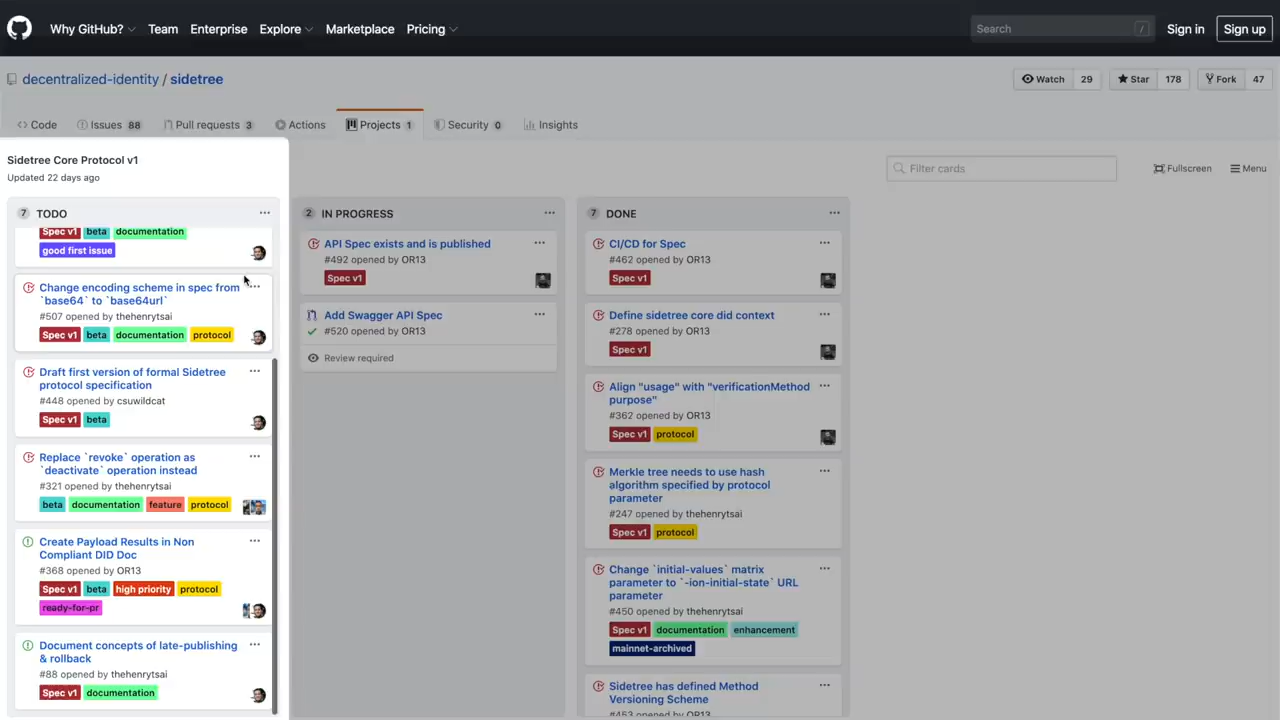 Why GitHub? Team Enterprise Explore Marketplace Pricing Search / Sign in Sign up
decentralized-identity / sidetree Watch 29 Star 178 Fork 47
Code Issues 88 Pull requests 3 Actions Projects 1 Security 0 Insights
Sidetree Core Protocol v1
Updated 22 days ago
Filter cards Fullscreen Menu
7 TODO
Spec v1 beta documentation
good first issue
Change encoding scheme in spec from
`base64` to `base64url`
#507 opened by thehenrytsai
Spec v1 beta documentation protocol
Draft first version of formal Sidetree
protocol specification
#448 opened by csuwildcat
Spec v1 beta
Replace `revoke` operation as
`deactivate` operation instead
#321 opened by thehenrytsai
beta documentation feature protocol
Create Payload Results in Non
Compliant DID Doc
#368 opened by OR13
Spec v1 beta high priority protocol
ready-for-pr
Document concepts of late-publishing
& rollback
#88 opened by thehenrytsai
Spec v1 documentation
2 IN PROGRESS
API Spec exists and is published
#492 opened by OR13
Spec v1
Add Swagger API Spec
#520 opened by OR13
Review required
7 DONE
CI/CD for Spec
#462 opened by OR13
Spec v1
Define sidetree core did context
#278 opened by OR13
Spec v1
Align "usage" with "verificationMethod
purpose"
#362 opened by OR13
Spec v1 protocol
Merkle tree needs to use hash
algorithm specified by protocol
parameter
#247 opened by thehenrytsai
Spec v1 protocol
Change `initial-values` matrix
parameter to `-ion-initial-state` URL
parameter
#450 opened by thehenrytsai
Spec v1 documentation enhancement
mainnet-archived
Sidetree has defined Method
Versioning Scheme
#453 opened by thehenrytsai